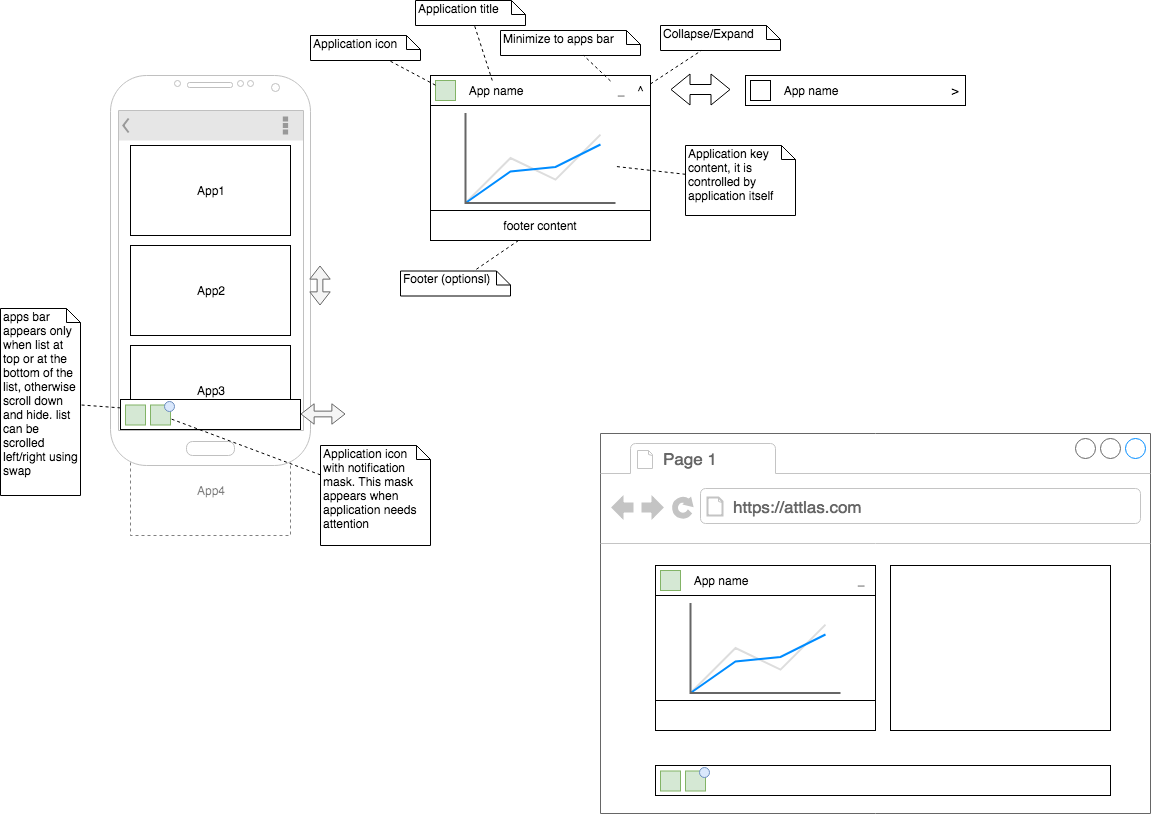 Application title
Application icon
Minimize to apps bar
Collapse/Expand
App name
_
^
App name
>
App1
Application key
content, it is
controlled by
application itself
footer content
App2
Footer (optionsl)
apps bar
appears only
when list at
top or at the
bottom of the
list, otherwise
scroll down
and hide. list
can be
scrolled
left/right using
swap
App3
Application icon
with notification
mask. This mask
appears when
application needs
attention
App4
Page 1
https://attlas.com
App name
_